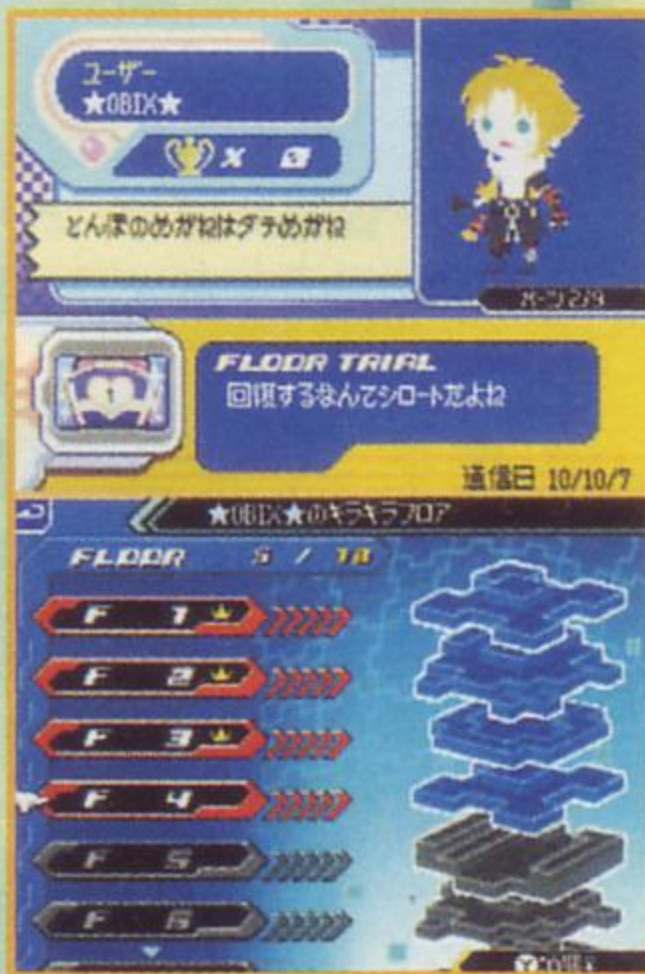 ユーザー
★OBIX★
X 0
とんぼのめがねはダテめがね
FLOOR TRIAL
回復するなんてシロートだよね
通信日 10/10/7
★OBIX★のキラキラフロア
FLOOR 5 / 18
F 1
F 2
F 3
F 4
F 5
F 6